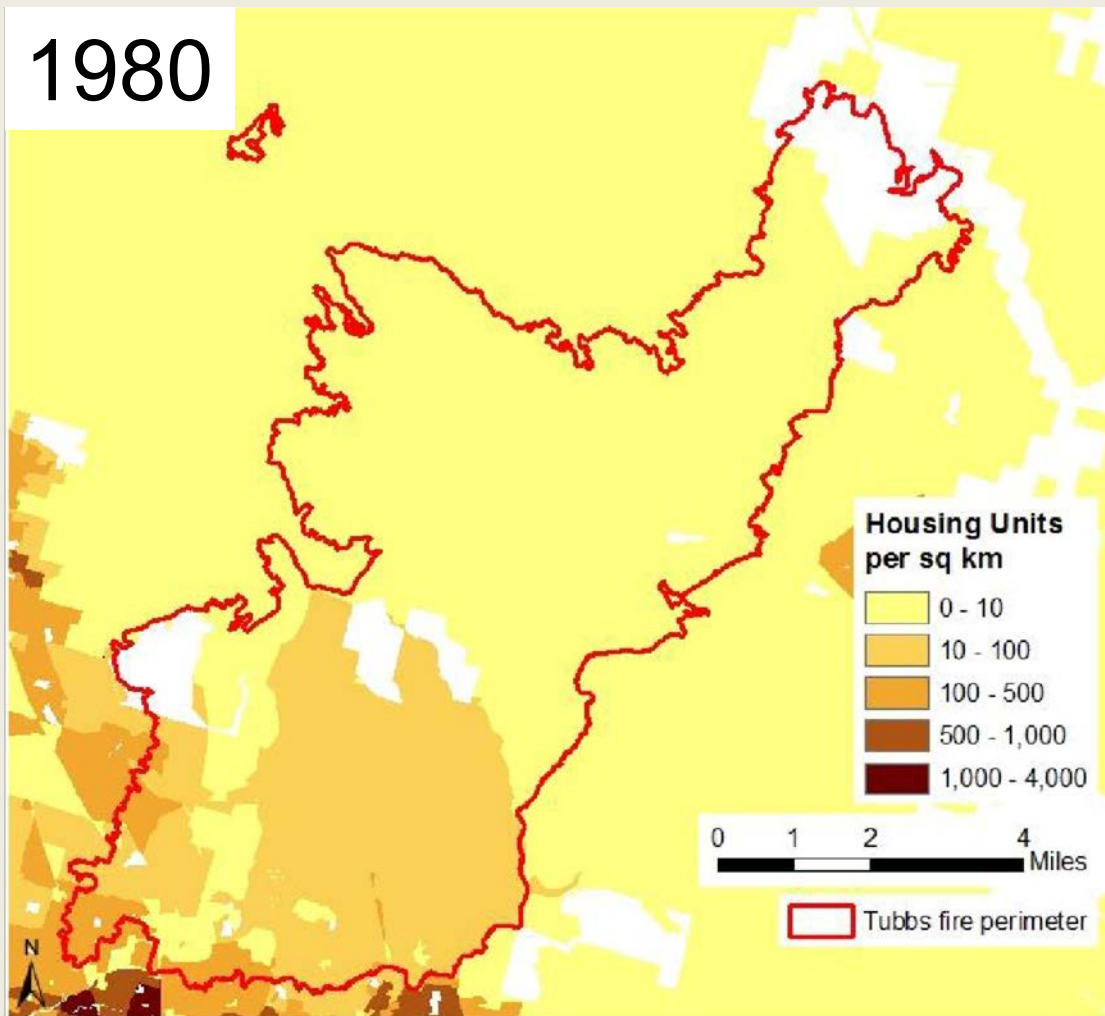 1980
Housing Units
per sq km
0 - 10
10 - 100
100 - 500
500 - 1,000
1,000 - 4,000
0 1 2 4
Miles
Tubbs fire perimeter
N